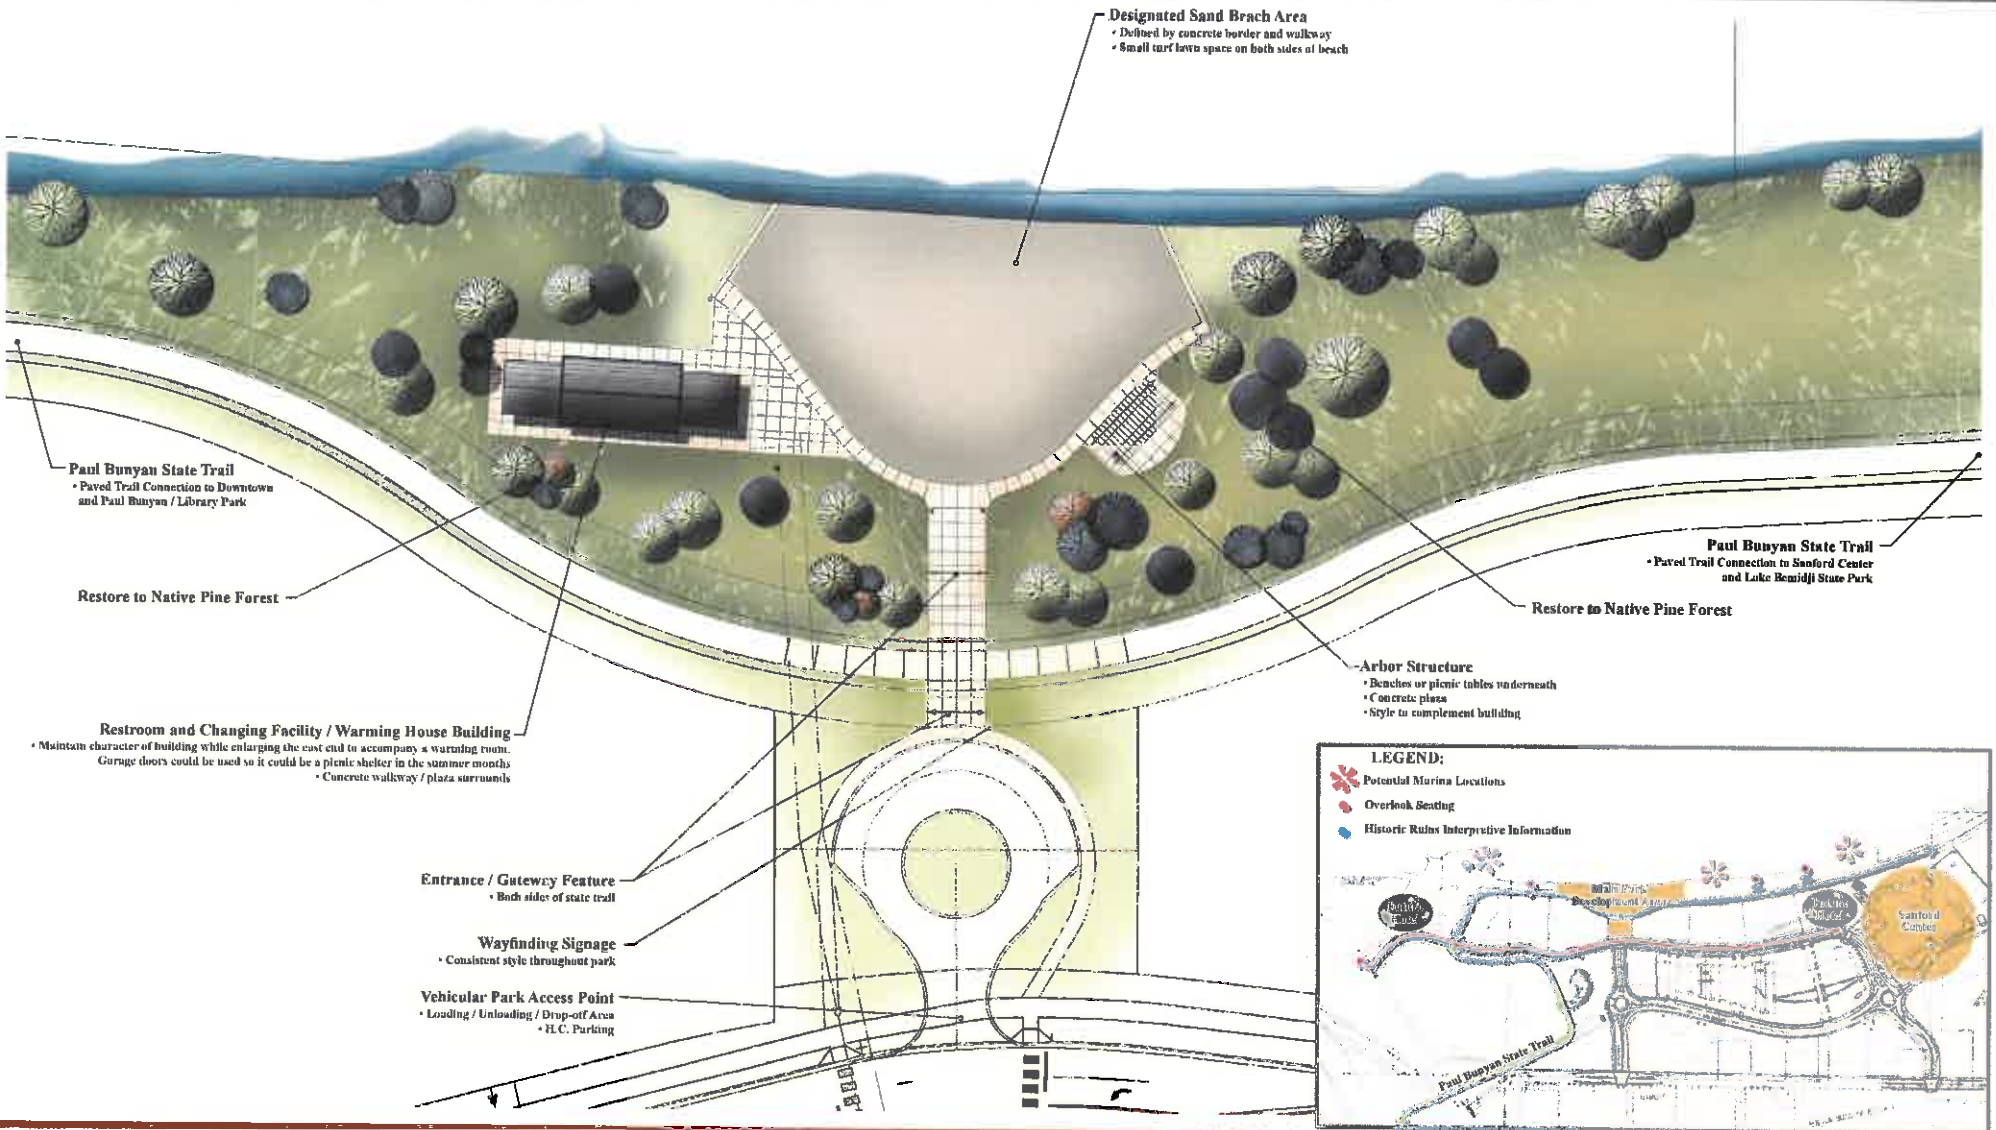 Designated Sand Brach Area
• Defined by concrete border and walkway
• Small turf lawn space on both sides of beach
Paul Bunyan State Trail
• Paved Trail Connection to Downtown
and Paul Bunyan / Library Park
Restore to Native Pine Forest
Restroom and Changing Facility / Warming House Building
• Maintain character of building while enlarging the east end to accompany a warming room.
Garage doors could be used so it could be a picnic shelter in the summer months
• Concrete walkway / plaza surrounds
Entrance / Gateway Feature
• Both sides of state trail
Wayfinding Signage
• Consistent style throughout park
Vehicular Park Access Point
• Loading / Unloading / Drop-off Area
• H.C. Parking
Paul Bunyan State Trail
• Paved Trail Connection to Sanford Center
and Lake Bemidji State Park
Restore to Native Pine Forest
Arbor Structure
• Benches or picnic tables underneath
• Concrete plaza
• Style to complement building
LEGEND:
Potential Marina Locations
Overlook Seating
Historic Ruins Interpretive Information
Main Park
Development Area
Sanford
Center
Paul Bunyan State Trail